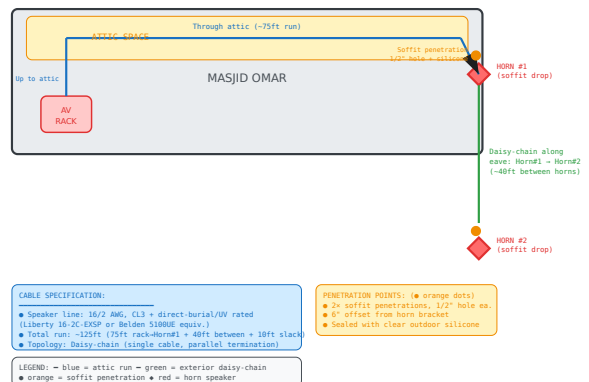 Through attic (~75ft run)
ATTIC SPACE
Soffit penetration
1/2" hole + silicone
HORN #1
(soffit drop)
Up to attic
MASJID OMAR
AV
RACK
Daisy-chain along
eave: Horn#1 → Horn#2
(~40ft between horns)
HORN #2
(soffit drop)
CABLE SPECIFICATION:
● Speaker line: 16/2 AWG, CL3 + direct-burial/UV rated
(Liberty 16-2C-EXSP or Belden 5100UE equiv.)
● Total run: ~125ft (75ft rack→Horn#1 + 40ft between + 10ft slack)
● Topology: Daisy-chain (single cable, parallel termination)
PENETRATION POINTS: (● orange dots)
● 2× soffit penetrations, 1/2" hole ea.
● 6" offset from horn bracket
● Sealed with clear outdoor silicone
LEGEND: ━ blue = attic run ━ green = exterior daisy-chain
● orange = soffit penetration ◆ red = horn speaker